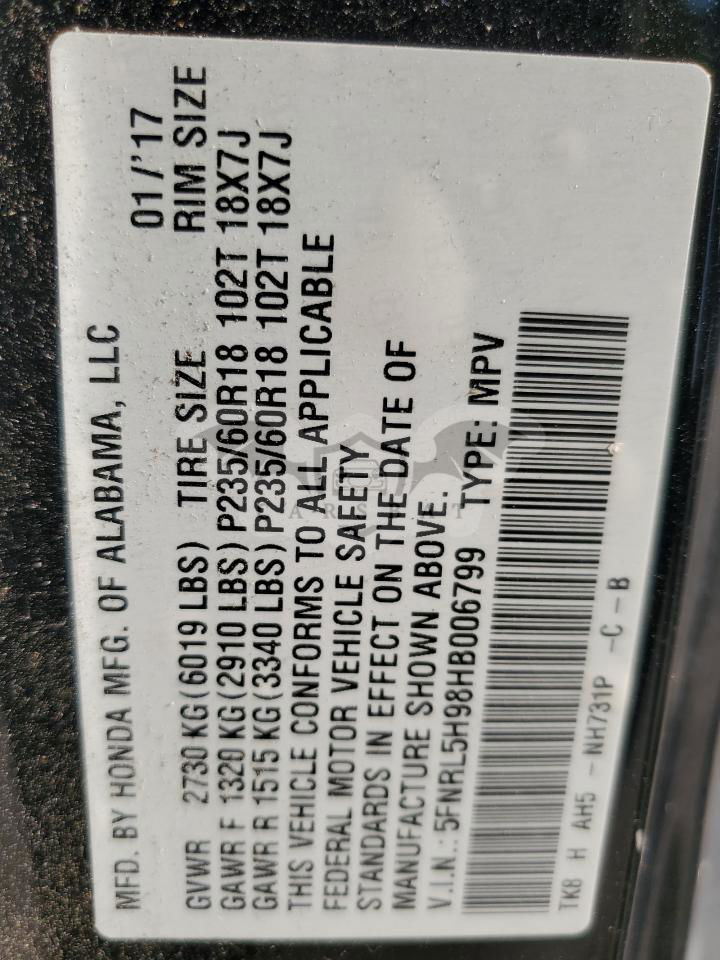 MFD. BY HONDA MFG. OF ALABAMA, LLC 01/'17
GVWR 2730 KG (6019 LBS) TIRE SIZE RIM SIZE
GAWR F 1320 KG (2910 LBS) P235/60R18 102T 18X7J
GAWR R 1515 KG (3340 LBS) P235/60R18 102T 18X7J
THIS VEHICLE CONFORMS TO ALL APPLICABLE
FEDERAL MOTOR VEHICLE SAFETY
STANDARDS IN EFFECT ON THE DATE OF
MANUFACTURE SHOWN ABOVE.
V.I.N.: 5FNRL5H98HB006799 TYPE: MPV
TK8 H AH5 - NH731P -C-B